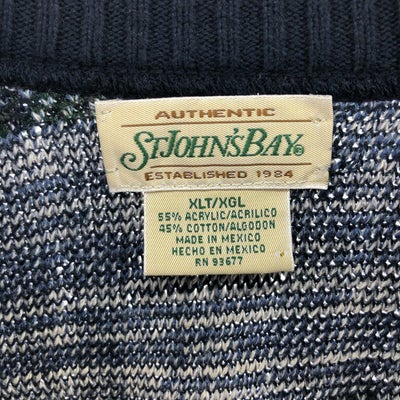 AUTHENTIC
ST.JOHN'S BAY®
ESTABLISHED 1984
XLT/XGL
55% ACRYLIC/ACRILICO
45% COTTON/ALGODON
MADE IN MEXICO
HECHO EN MEXICO
RN 93677